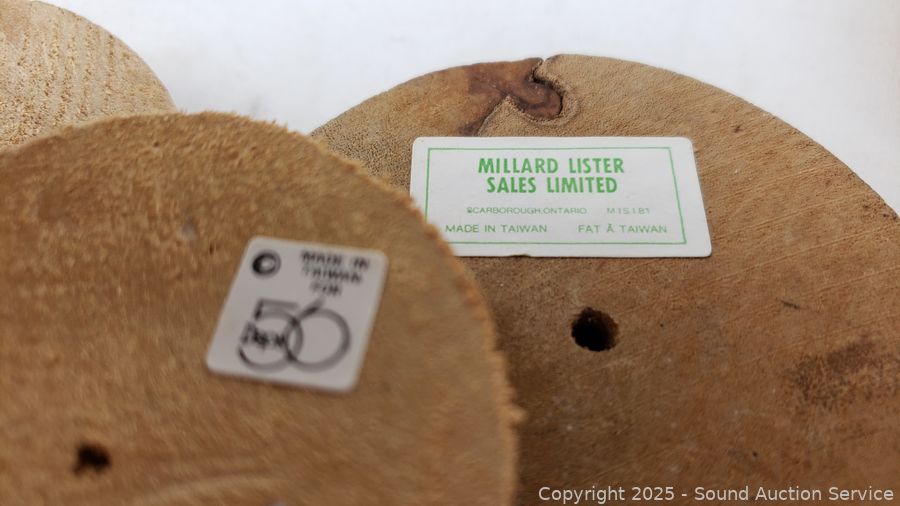 MILLARD LISTER
SALES LIMITED
SCARBOROUGH, ONTARIO M1S 1B1
MADE IN TAIWAN FAT Á TAIWAN
© MADE IN
TAIWAN
FOR
56
Copyright © 2025 - Sound Auction Service